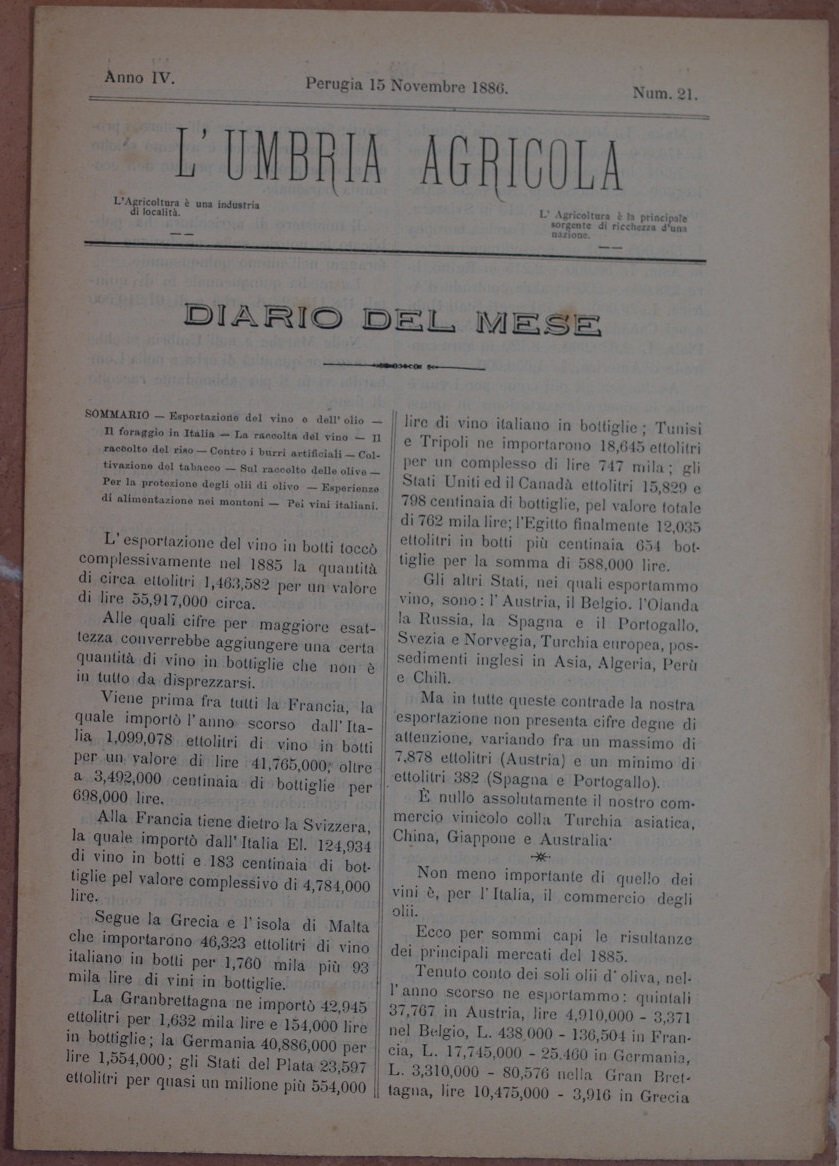 Anno IV.
Perugia 15 Novembre 1886.
Num. 21.
L'UMBRIA AGRICOLA
L'Agricoltura è una industria
di località.
L' Agricoltura è la principale
sorgente di ricchezza d'una
nazione.
DIARIO DEL MESE
SOMMARIO — Esportazione del vino e dell'olio —
Il foraggio in Italia — La raccolta del vino — Il
raccolto del riso — Contro i burri artificiali — Col-
tivazione del tabacco — Sul raccolto delle olive —
Per la protezione degli olii di olivo — Esperienze
di alimentazione nei montoni — Pei vini italiani.
L'esportazione del vino in botti toccò
complessivamente nel 1885 la quantità
di circa ettolitri 1,463,582 per un valore
di lire 55,917,000 circa.
Alle quali cifre per maggiore esat-
tezza converrebbe aggiungere una certa
quantità di vino in bottiglie che non è
in tutto da disprezzarsi.
Viene prima fra tutti la Francia, la
quale importò l'anno scorso dall'Ita-
lia 1,099,078 ettolitri di vino in botti
per un valore di lire 41,765,000; oltre
a 3,492,000 centinaia di bottiglie per
698,000 lire.
Alla Francia tiene dietro la Svizzera,
la quale importò dall'Italia El. 124,934
di vino in botti e 183 centinaia di bot-
tiglie pel valore complessivo di 4,784,000
lire.
Segue la Grecia e l'isola di Malta
che importarono 46,323 ettolitri di vino
italiano in botti per 1,760 mila più 93
mila lire di vini in bottiglie.
La Granbrettagna ne importò 42,945
ettolitri per 1,632 mila lire e 154,000 lire
in bottiglie; la Germania 40,886,000 per
lire 1,554,000; gli Stati del Plata 23,597
ettolitri per quasi un milione più 554,000
lire di vino italiano in bottiglie; Tunisi
e Tripoli ne importarono 18,645 ettolitri
per un complesso di lire 747 mila; gli
Stati Uniti ed il Canadà ettolitri 15,829 e
798 centinaia di bottiglie, pel valore totale
di 762 mila lire; l'Egitto finalmente 12,035
ettolitri in botti più centinaia 654 bot-
tiglie per la somma di 588,000 lire.
Gli altri Stati, nei quali esportammo
vino, sono: l'Austria, il Belgio. l'Olanda
la Russia, la Spagna e il Portogallo,
Svezia e Norvegia, Turchia europea, pos-
sedimenti inglesi in Asia, Algeria, Perù
e Chilì.
Ma in tutte queste contrade la nostra
esportazione non presenta cifre degne di
attenzione, variando fra un massimo di
7,878 ettolitri (Austria) e un minimo di
ettolitri 382 (Spagna e Portogallo).
È nullo assolutamente il nostro com-
mercio vinicolo colla Turchia asiatica,
China, Giappone e Australia.
Non meno importante di quello dei
vini è, per l'Italia, il commercio degli
olii.
Ecco per sommi capi le risultanze
dei principali mercati del 1885.
Tenuto conto dei soli olii d'oliva, nel-
l'anno scorso ne esportammo: quintali
37,767 in Austria, lire 4,910,000 - 3,371
nel Belgio, L. 438,000 - 136,504 in Fran-
cia, L. 17,745,000 - 25.460 in Germania,
L. 3,310,000 - 80,576 nella Gran Bret-
tagna, lire 10,475,000 - 3,916 in Grecia